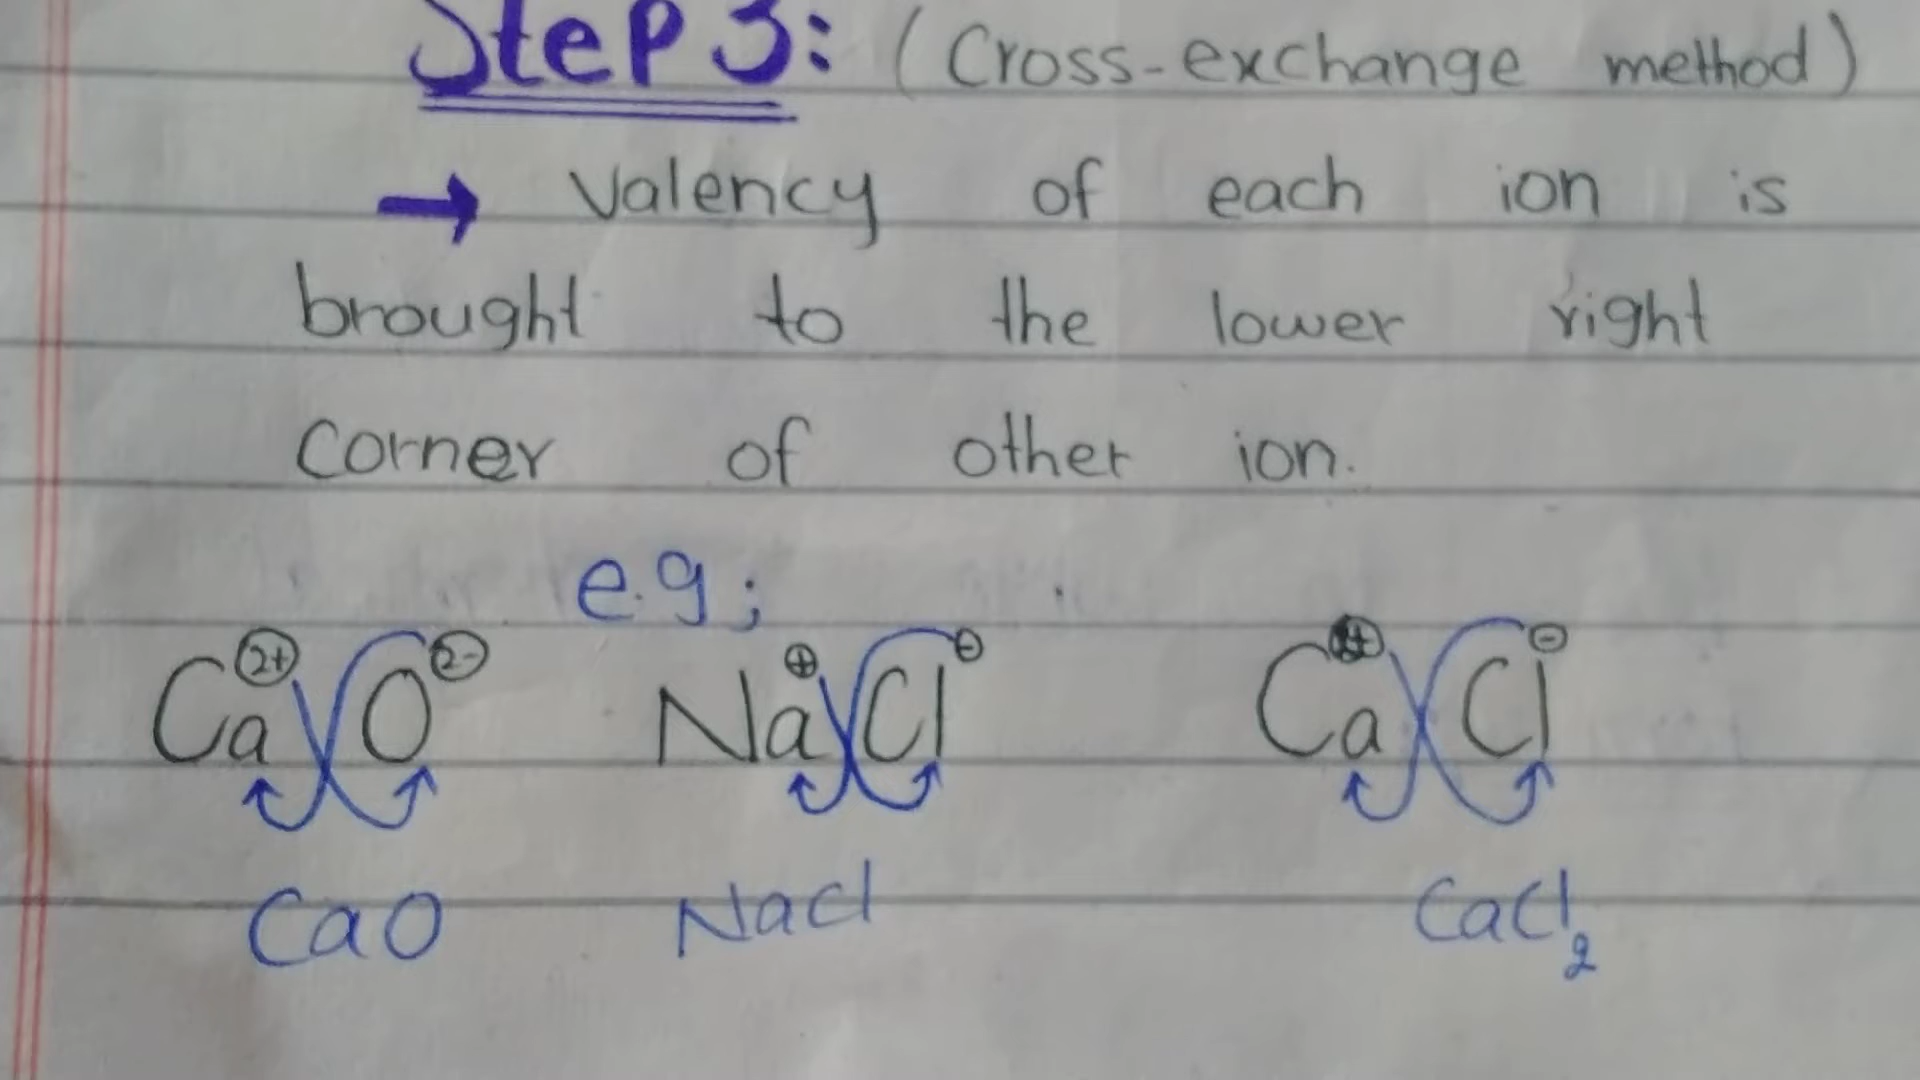 Step 3: (Cross-exchange method)
→ Valency of each ion is
brought to the lower right
corner of other ion.
e.g;
Ca²⁺ O²⁻ Na⁺ Cl⁻ Ca Cl⁻
CaO NaCl CaCl₂